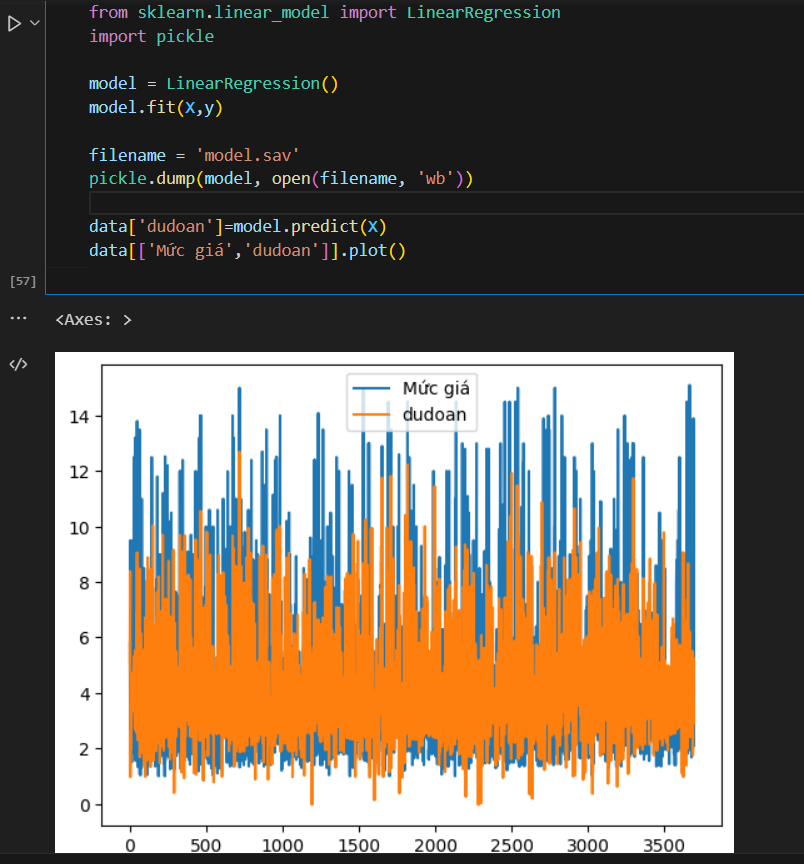 from sklearn.linear_model import LinearRegression
import pickle
model = LinearRegression()
model.fit(X,y)
filename = 'model.sav'
pickle.dump(model, open(filename, 'wb'))
data['dudoan']=model.predict(X)
data[['Mức giá','dudoan']].plot()
[57]
<Axes: >
Mức giá
dudoan
14
12
10
8
6
4
2
0
0 500 1000 1500 2000 2500 3000 3500